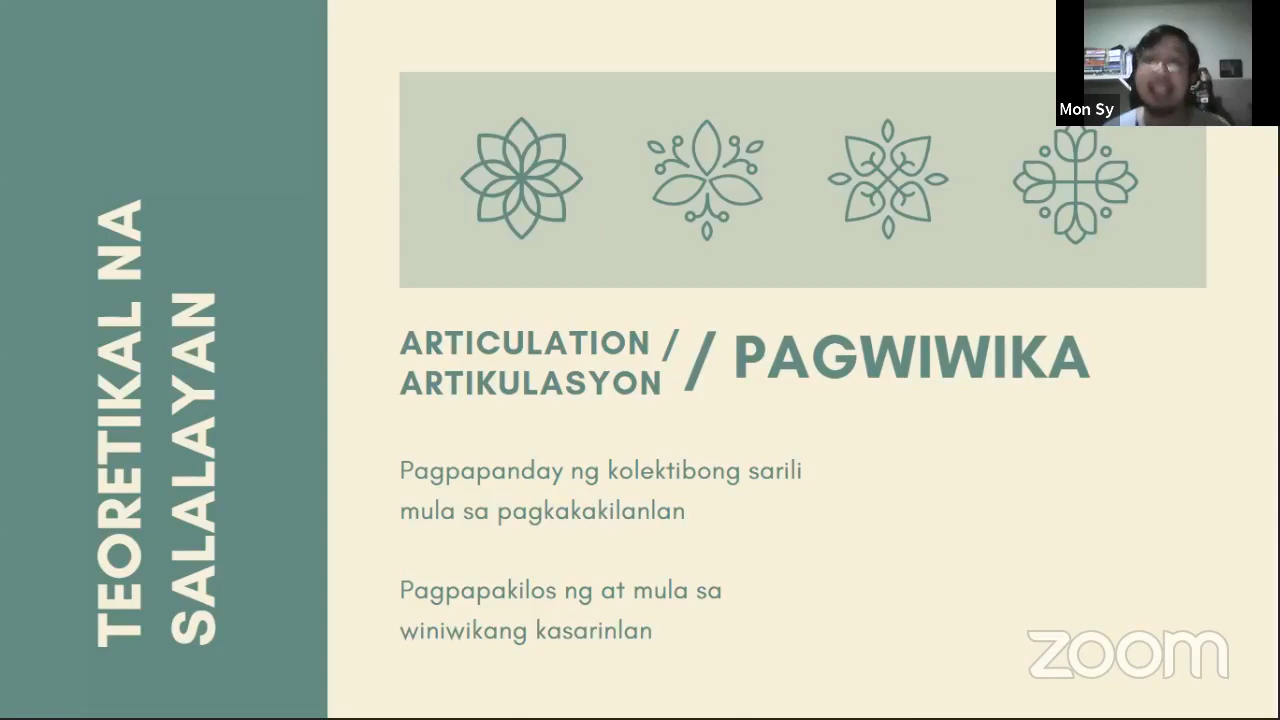 TEORETIKAL NA
SALALAYAN
Mon Sy
ARTICULATION /
ARTIKULASYON
/ PAGWIWIKA
Pagpapanday ng kolektibong sarili
mula sa pagkakakilanlan
Pagpapakilos ng at mula sa
winiwikang kasarinlan
zoom